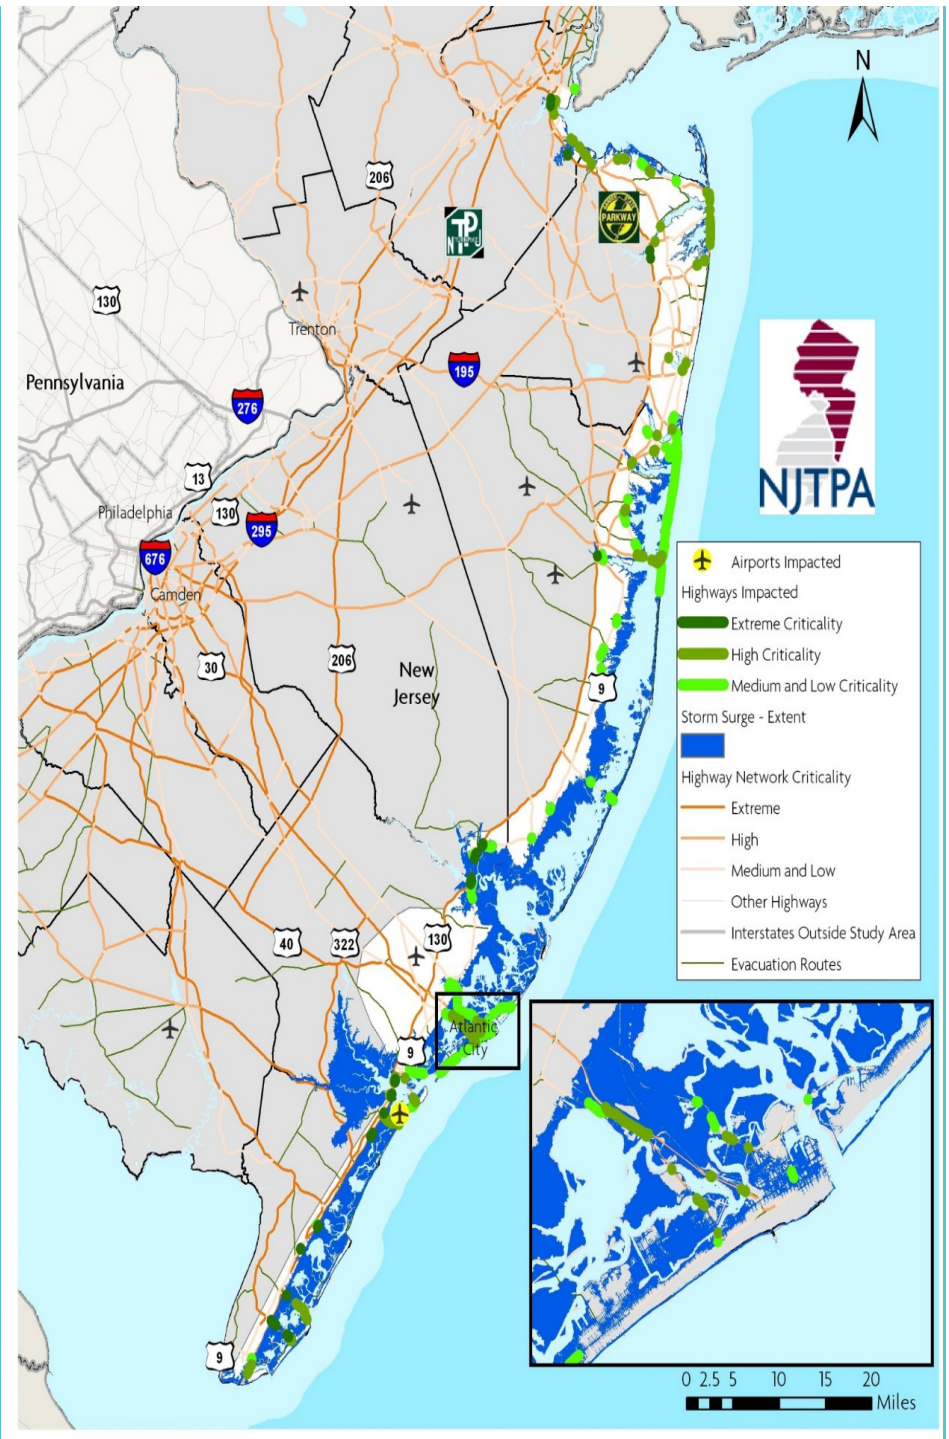 N
206
TP
N
J
PARKWAY
130
Trenton
195
Pennsylvania
276
NJTPA
13
Philadelphia
130
295
676
Camden
30
206
New
Jersey
9
Airports Impacted
Highways Impacted
Extreme Criticality
High Criticality
Medium and Low Criticality
Storm Surge - Extent
Highway Network Criticality
Extreme
High
Medium and Low
Other Highways
Interstates Outside Study Area
Evacuation Routes
40
322
130
Atlantic
City
9
9
0 2.5 5 10 15 20
Miles